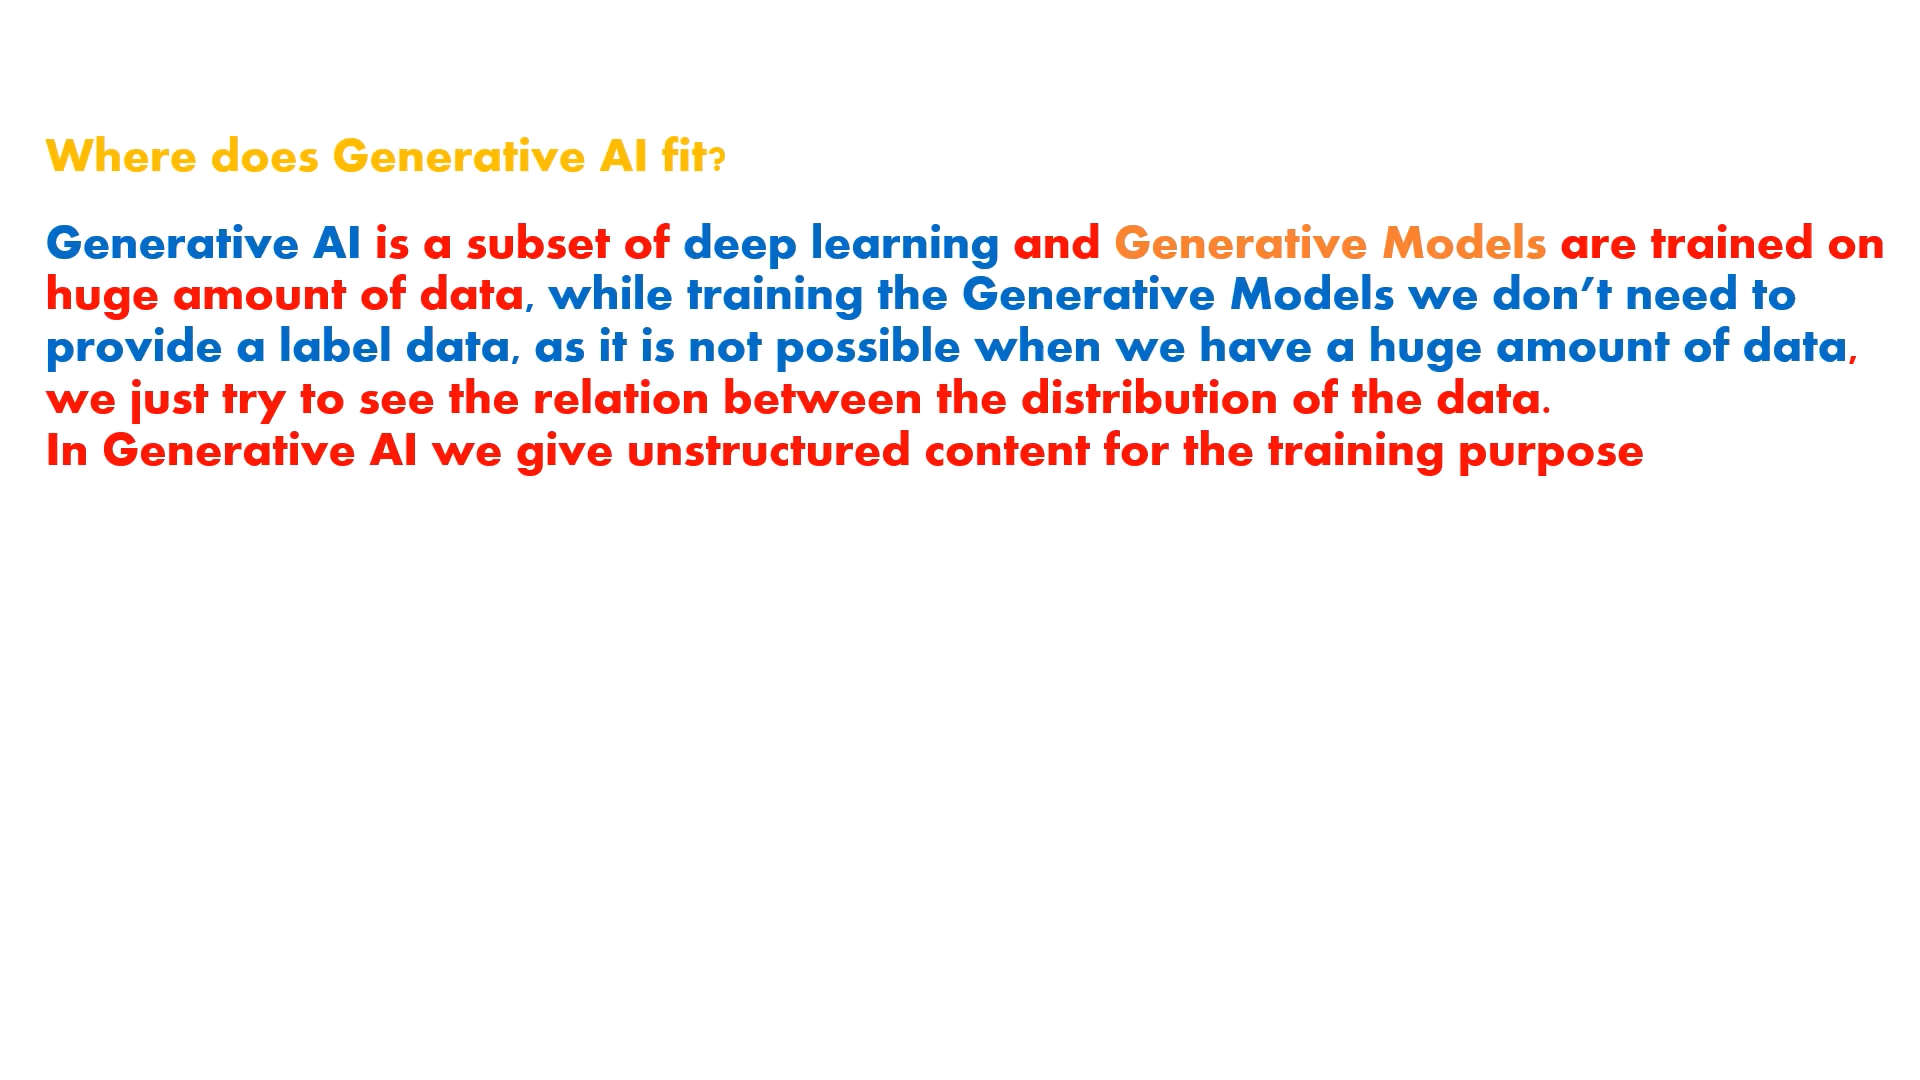 Where does Generative AI fit?
Generative AI is a subset of deep learning and Generative Models are trained on
huge amount of data, while training the Generative Models we don’t need to
provide a label data, as it is not possible when we have a huge amount of data,
we just try to see the relation between the distribution of the data.
In Generative AI we give unstructured content for the training purpose